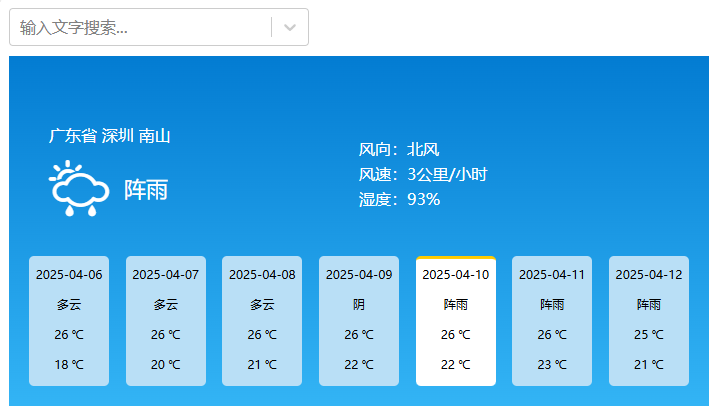 输入文字搜索...
广东省 深圳 南山
阵雨
风向：北风
风速：3公里/小时
湿度：93%
2025-04-06
多云
26 ℃
18 ℃
2025-04-07
多云
26 ℃
20 ℃
2025-04-08
多云
26 ℃
21 ℃
2025-04-09
阴
26 ℃
22 ℃
2025-04-10
阵雨
26 ℃
22 ℃
2025-04-11
阵雨
26 ℃
23 ℃
2025-04-12
阵雨
25 ℃
21 ℃